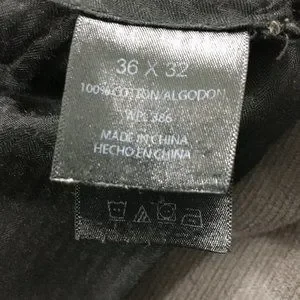 36 X 32
100% COTTON/ALGODON
WPL 386
MADE IN CHINA
HECHO EN CHINA